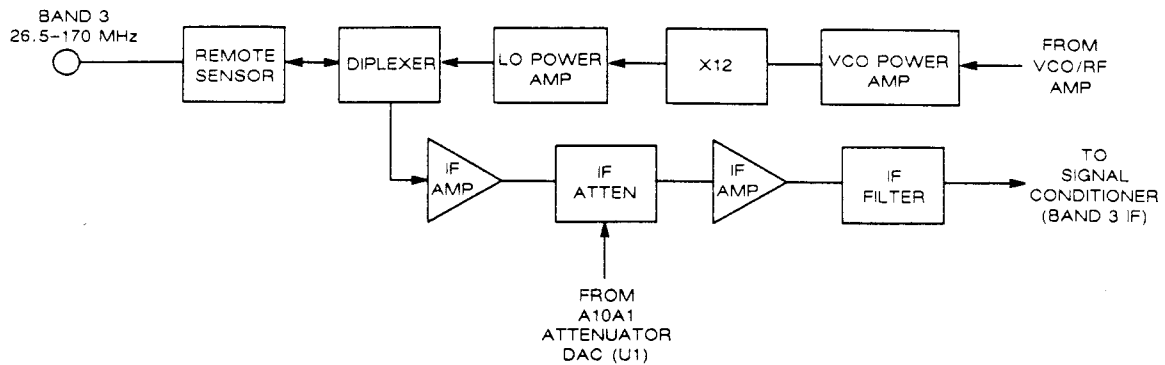 BAND 3
26.5-170 MHz
REMOTE
SENSOR
DIPLEXER
LO POWER
AMP
X12
VCO POWER
AMP
FROM
VCO/RF
AMP
IF
AMP
IF
ATTEN
IF
AMP
IF
FILTER
TO
SIGNAL
CONDITIONER
(BAND 3 IF)
FROM
A10A1
ATTENUATOR
DAC (U1)